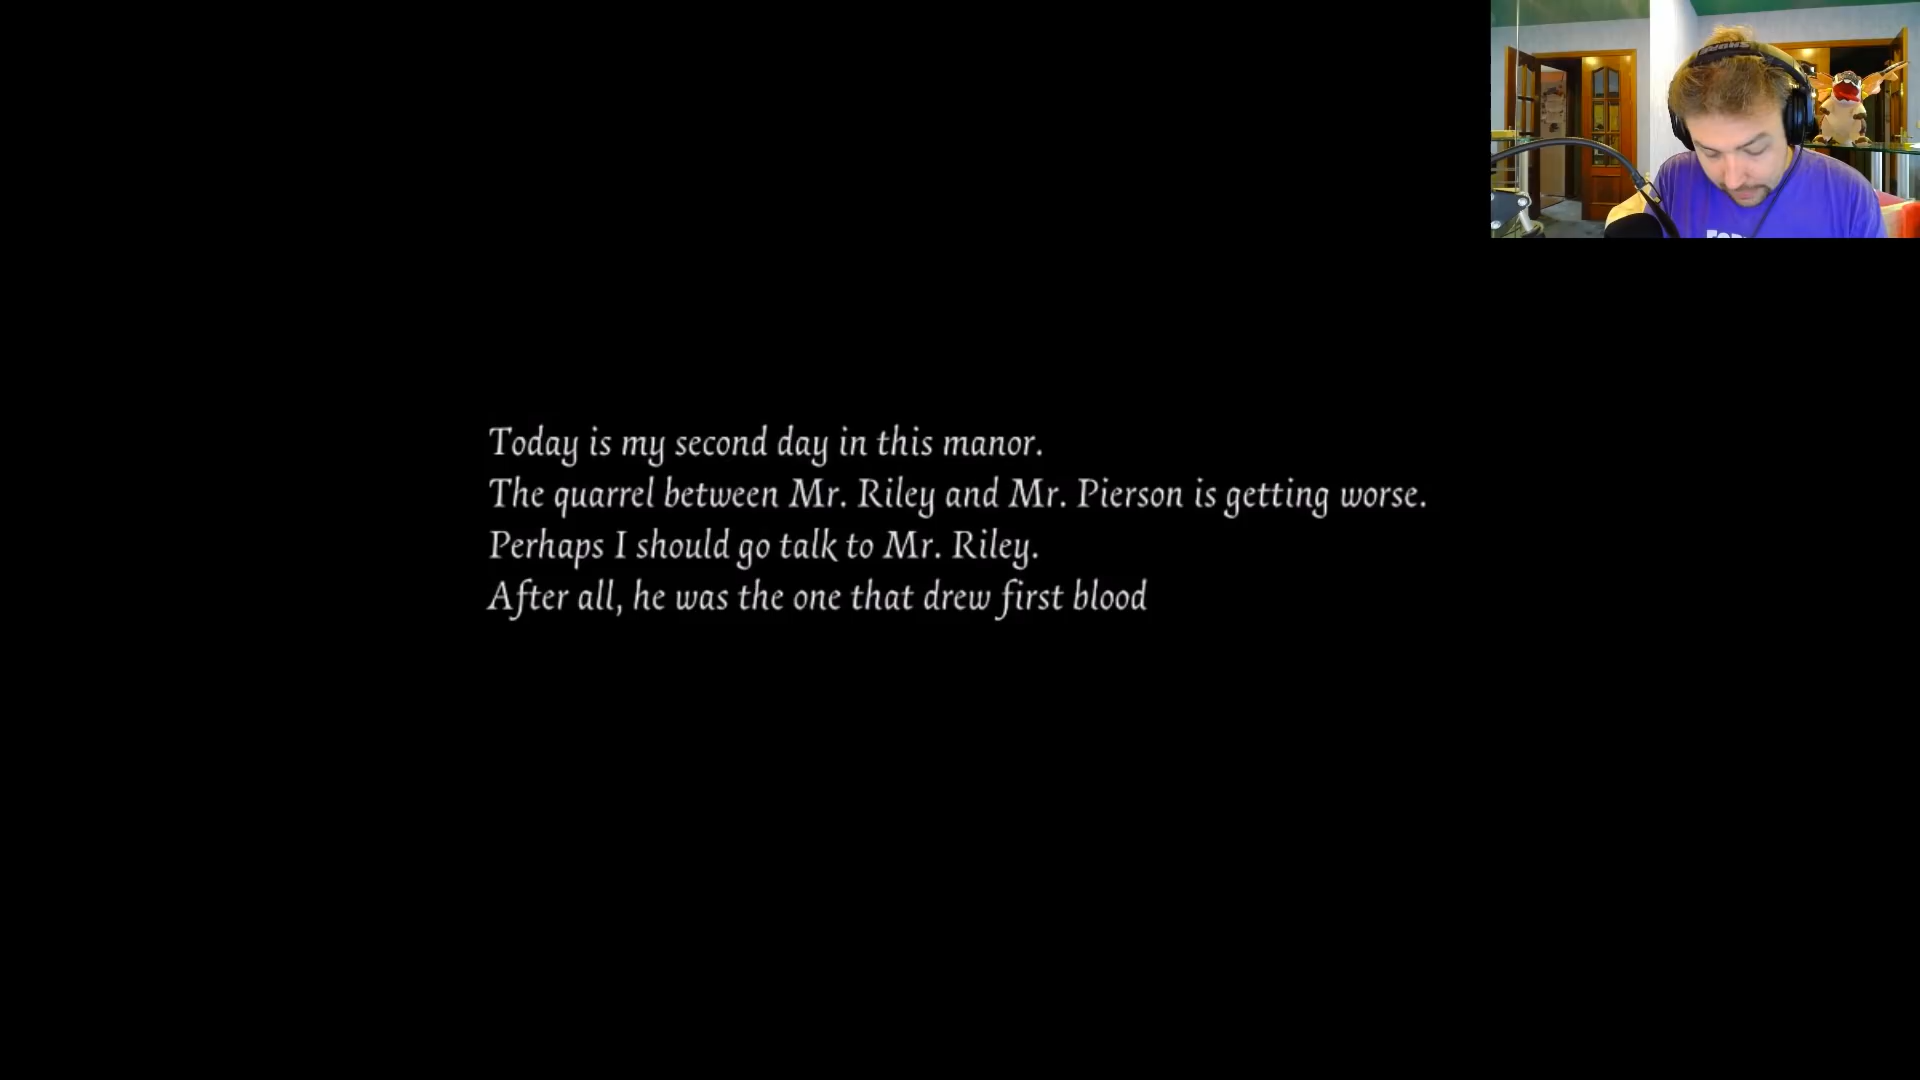 Today is my second day in this manor.
The quarrel between Mr. Riley and Mr. Pierson is getting worse.
Perhaps I should go talk to Mr. Riley.
After all, he was the one that drew first blood